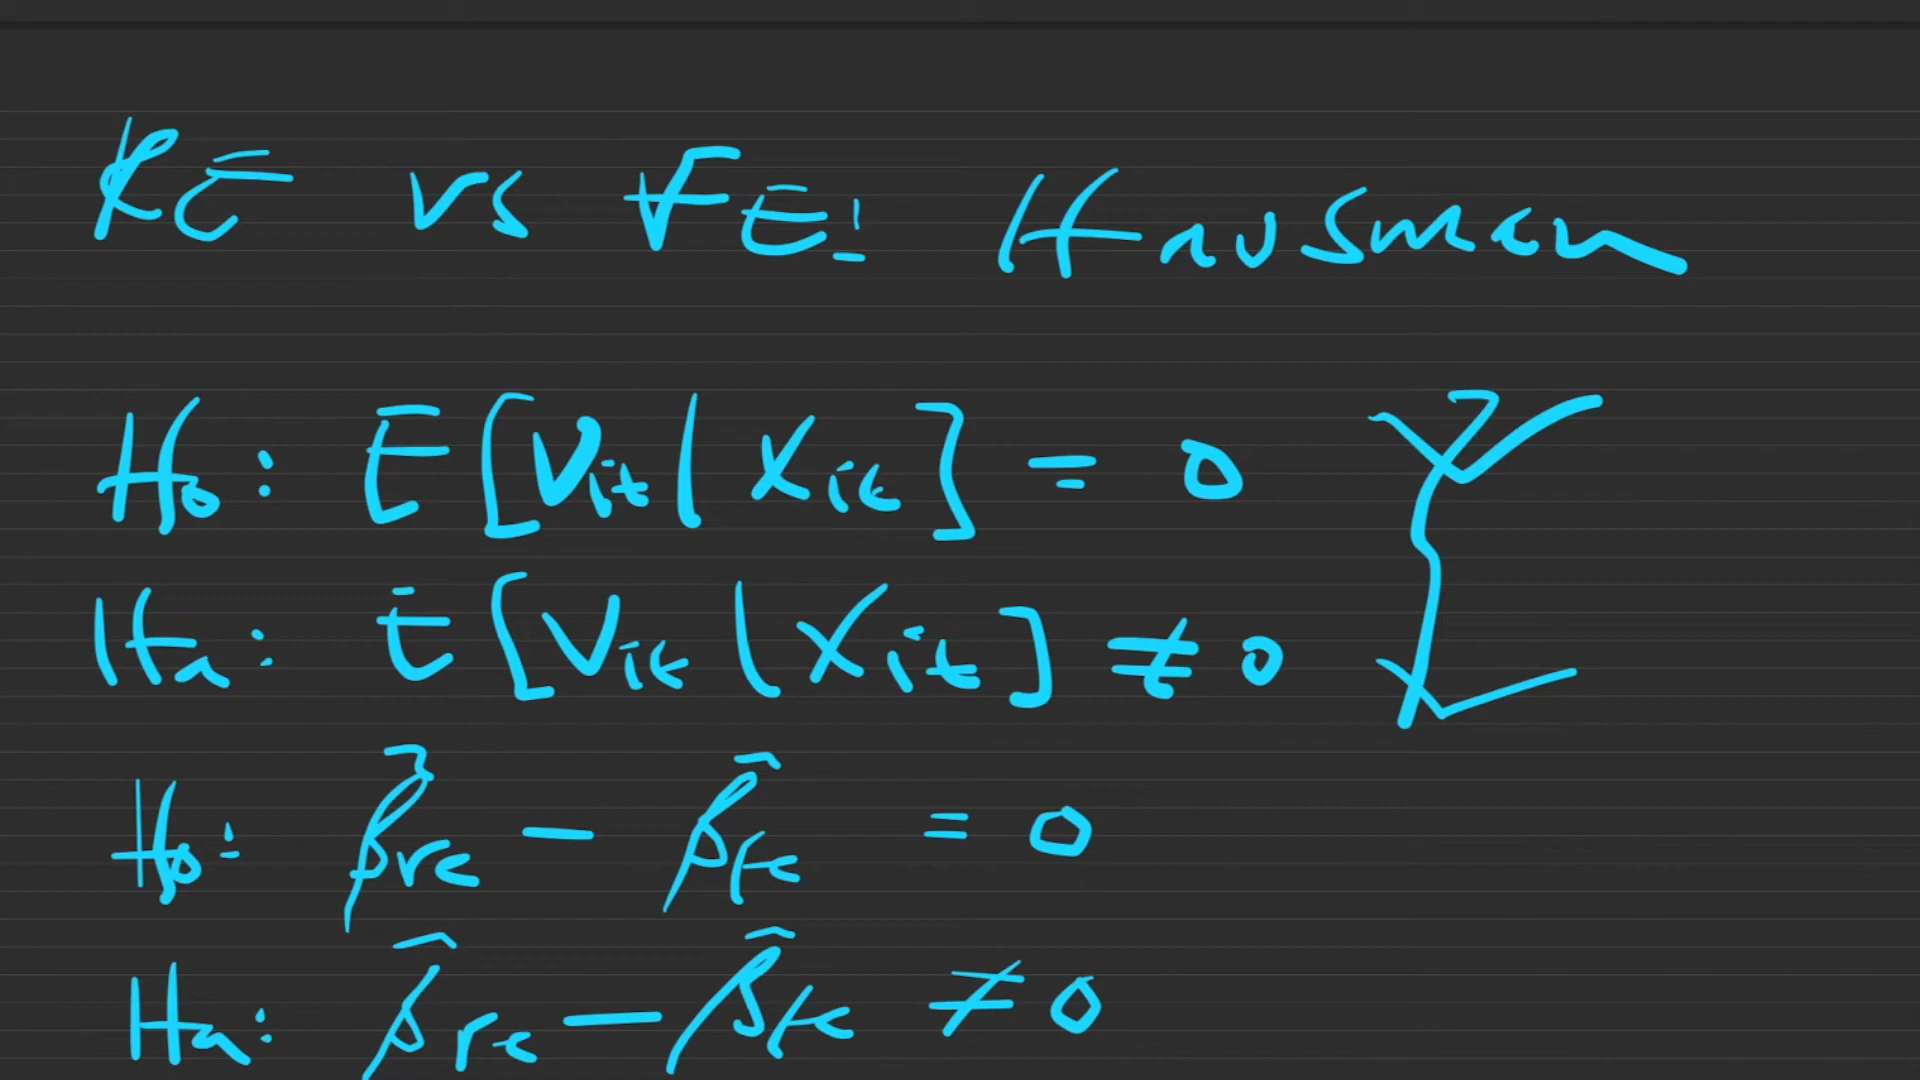 RE vs FE: Hausman
H₀: E[Vᵢₜ | Xᵢₜ] = 0
Hₐ: E[Vᵢₜ | Xᵢₜ] ≠ 0
H₀: β̂re − β̂fe = 0
Hₐ: β̂re − β̂fe ≠ 0